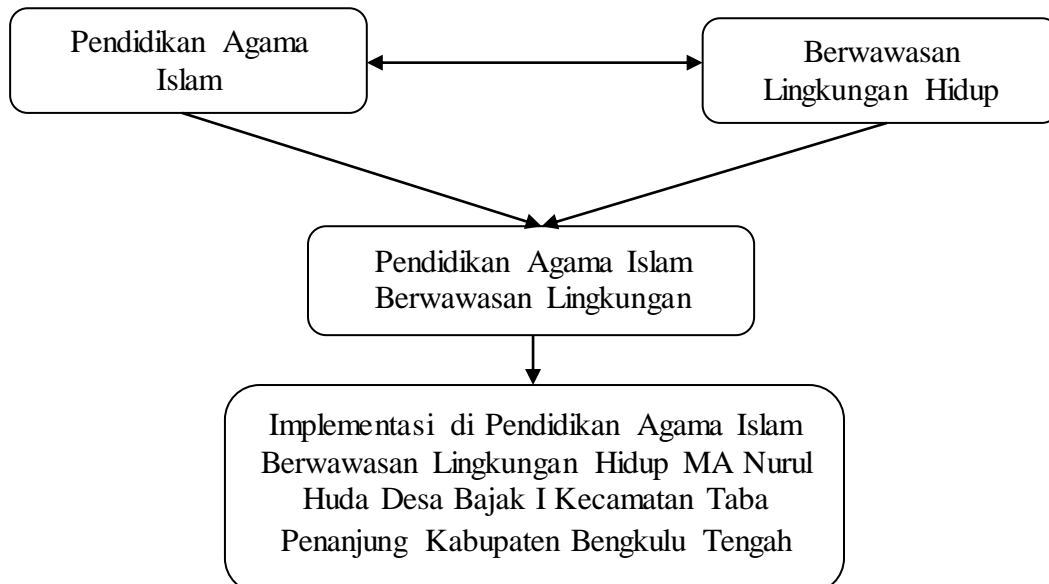 Pendidikan Agama
Islam
Berwawasan
Lingkungan Hidup
Pendidikan Agama Islam
Berwawasan Lingkungan
Implementasi di Pendidikan Agama Islam
Berwawasan Lingkungan Hidup MA Nurul
Huda Desa Bajak I Kecamatan Taba
Penanjung Kabupaten Bengkulu Tengah